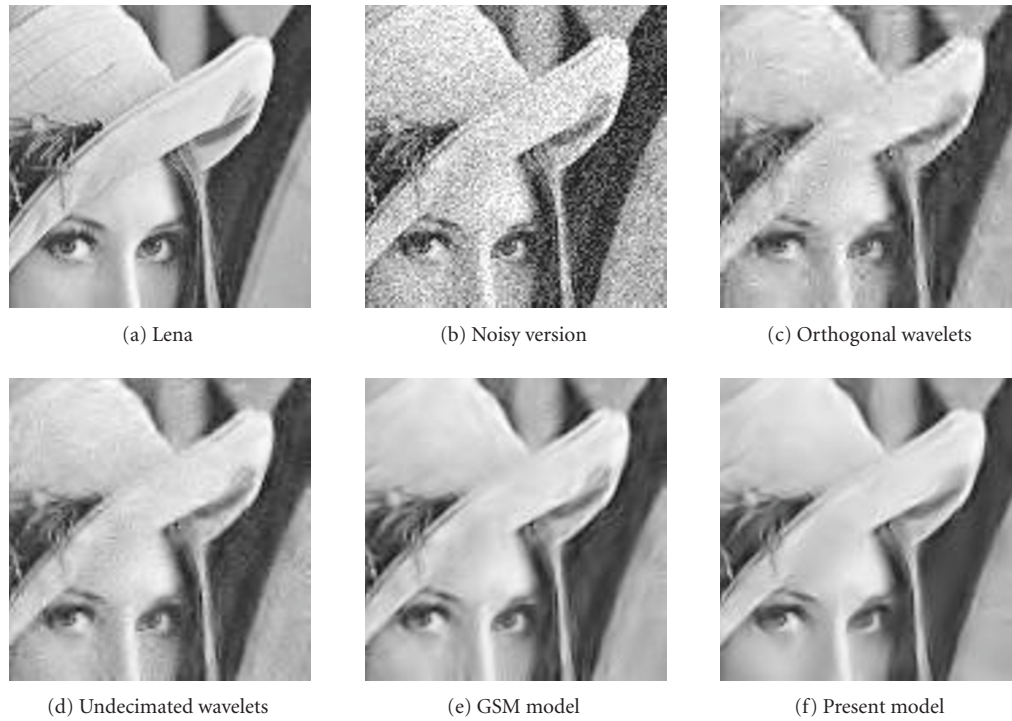 (a) Lena
(b) Noisy version
(c) Orthogonal wavelets
(d) Undecimated wavelets
(e) GSM model
(f) Present model